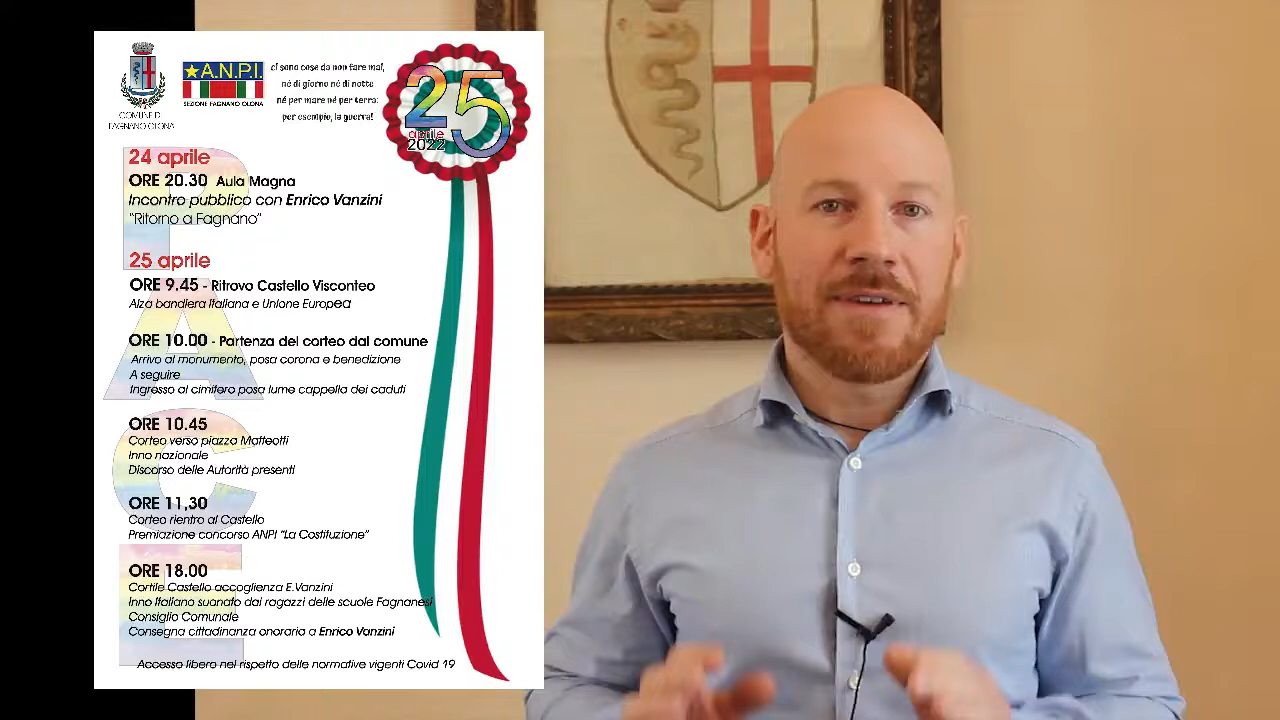 COMUNE DI
FAGNANO OLONA
A.N.P.I.
SEZIONE FAGNANO OLONA
ci sono cose da non fare mai,
né di giorno né di notte
né per mare né per terra:
per esempio, la guerra!
25
aprile
2022
PACE
24 aprile
ORE 20.30 Aula Magna
Incontro pubblico con Enrico Vanzini
"Ritorno a Fagnano"
25 aprile
ORE 9.45 - Ritrovo Castello Visconteo
Alza bandiera Italiana e Unione Europea
ORE 10.00 - Partenza del corteo dal comune
Arrivo al monumento, posa corona e benedizione
A seguire
Ingresso al cimitero posa lume cappella dei caduti
ORE 10.45
Corteo verso piazza Matteotti
Inno nazionale
Discorso delle Autorità presenti
ORE 11,30
Corteo rientro al Castello
Premiazione concorso ANPI "La Costituzione"
ORE 18.00
Cortile Castello accoglienza E.Vanzini
Inno Italiano suonato dai ragazzi delle scuole Fagnanesi
Consiglio Comunale
Consegna cittadinanza onoraria a Enrico Vanzini
Accesso libero nel rispetto delle normative vigenti Covid 19